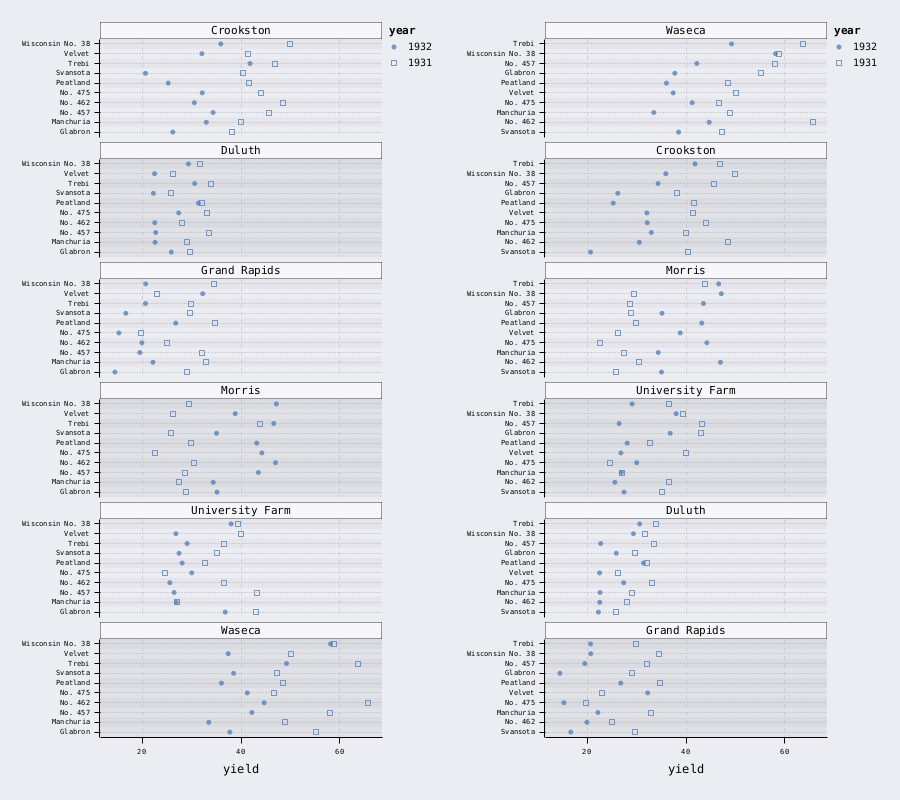 Crookston
year
Wisconsin No. 38
Velvet
Trebi
Svansota
Peatland
No. 475
No. 462
No. 457
Manchuria
Glabron
1932
1931
Duluth
Wisconsin No. 38
Velvet
Trebi
Svansota
Peatland
No. 475
No. 462
No. 457
Manchuria
Glabron
Grand Rapids
Wisconsin No. 38
Velvet
Trebi
Svansota
Peatland
No. 475
No. 462
No. 457
Manchuria
Glabron
Morris
Wisconsin No. 38
Velvet
Trebi
Svansota
Peatland
No. 475
No. 462
No. 457
Manchuria
Glabron
University Farm
Wisconsin No. 38
Velvet
Trebi
Svansota
Peatland
No. 475
No. 462
No. 457
Manchuria
Glabron
Waseca
Wisconsin No. 38
Velvet
Trebi
Svansota
Peatland
No. 475
No. 462
No. 457
Manchuria
Glabron
20 40 60
yield
Waseca
year
Trebi
Wisconsin No. 38
No. 457
Glabron
Peatland
Velvet
No. 475
Manchuria
No. 462
Svansota
1932
1931
Crookston
Trebi
Wisconsin No. 38
No. 457
Glabron
Peatland
Velvet
No. 475
Manchuria
No. 462
Svansota
Morris
Trebi
Wisconsin No. 38
No. 457
Glabron
Peatland
Velvet
No. 475
Manchuria
No. 462
Svansota
University Farm
Trebi
Wisconsin No. 38
No. 457
Glabron
Peatland
Velvet
No. 475
Manchuria
No. 462
Svansota
Duluth
Trebi
Wisconsin No. 38
No. 457
Glabron
Peatland
Velvet
No. 475
Manchuria
No. 462
Svansota
Grand Rapids
Trebi
Wisconsin No. 38
No. 457
Glabron
Peatland
Velvet
No. 475
Manchuria
No. 462
Svansota
20 40 60
yield